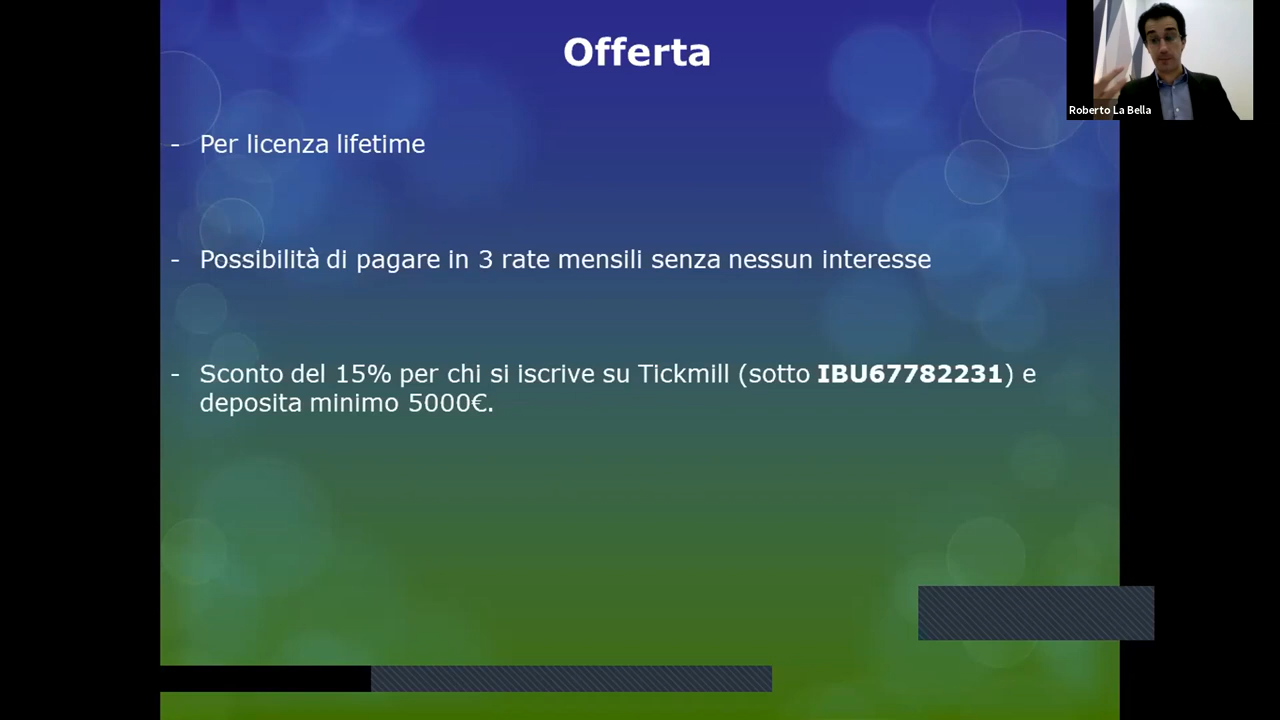 Offerta
Roberto La Bella
- Per licenza lifetime
- Possibilità di pagare in 3 rate mensili senza nessun interesse
- Sconto del 15% per chi si iscrive su Tickmill (sotto IBU67782231) e
deposita minimo 5000€.